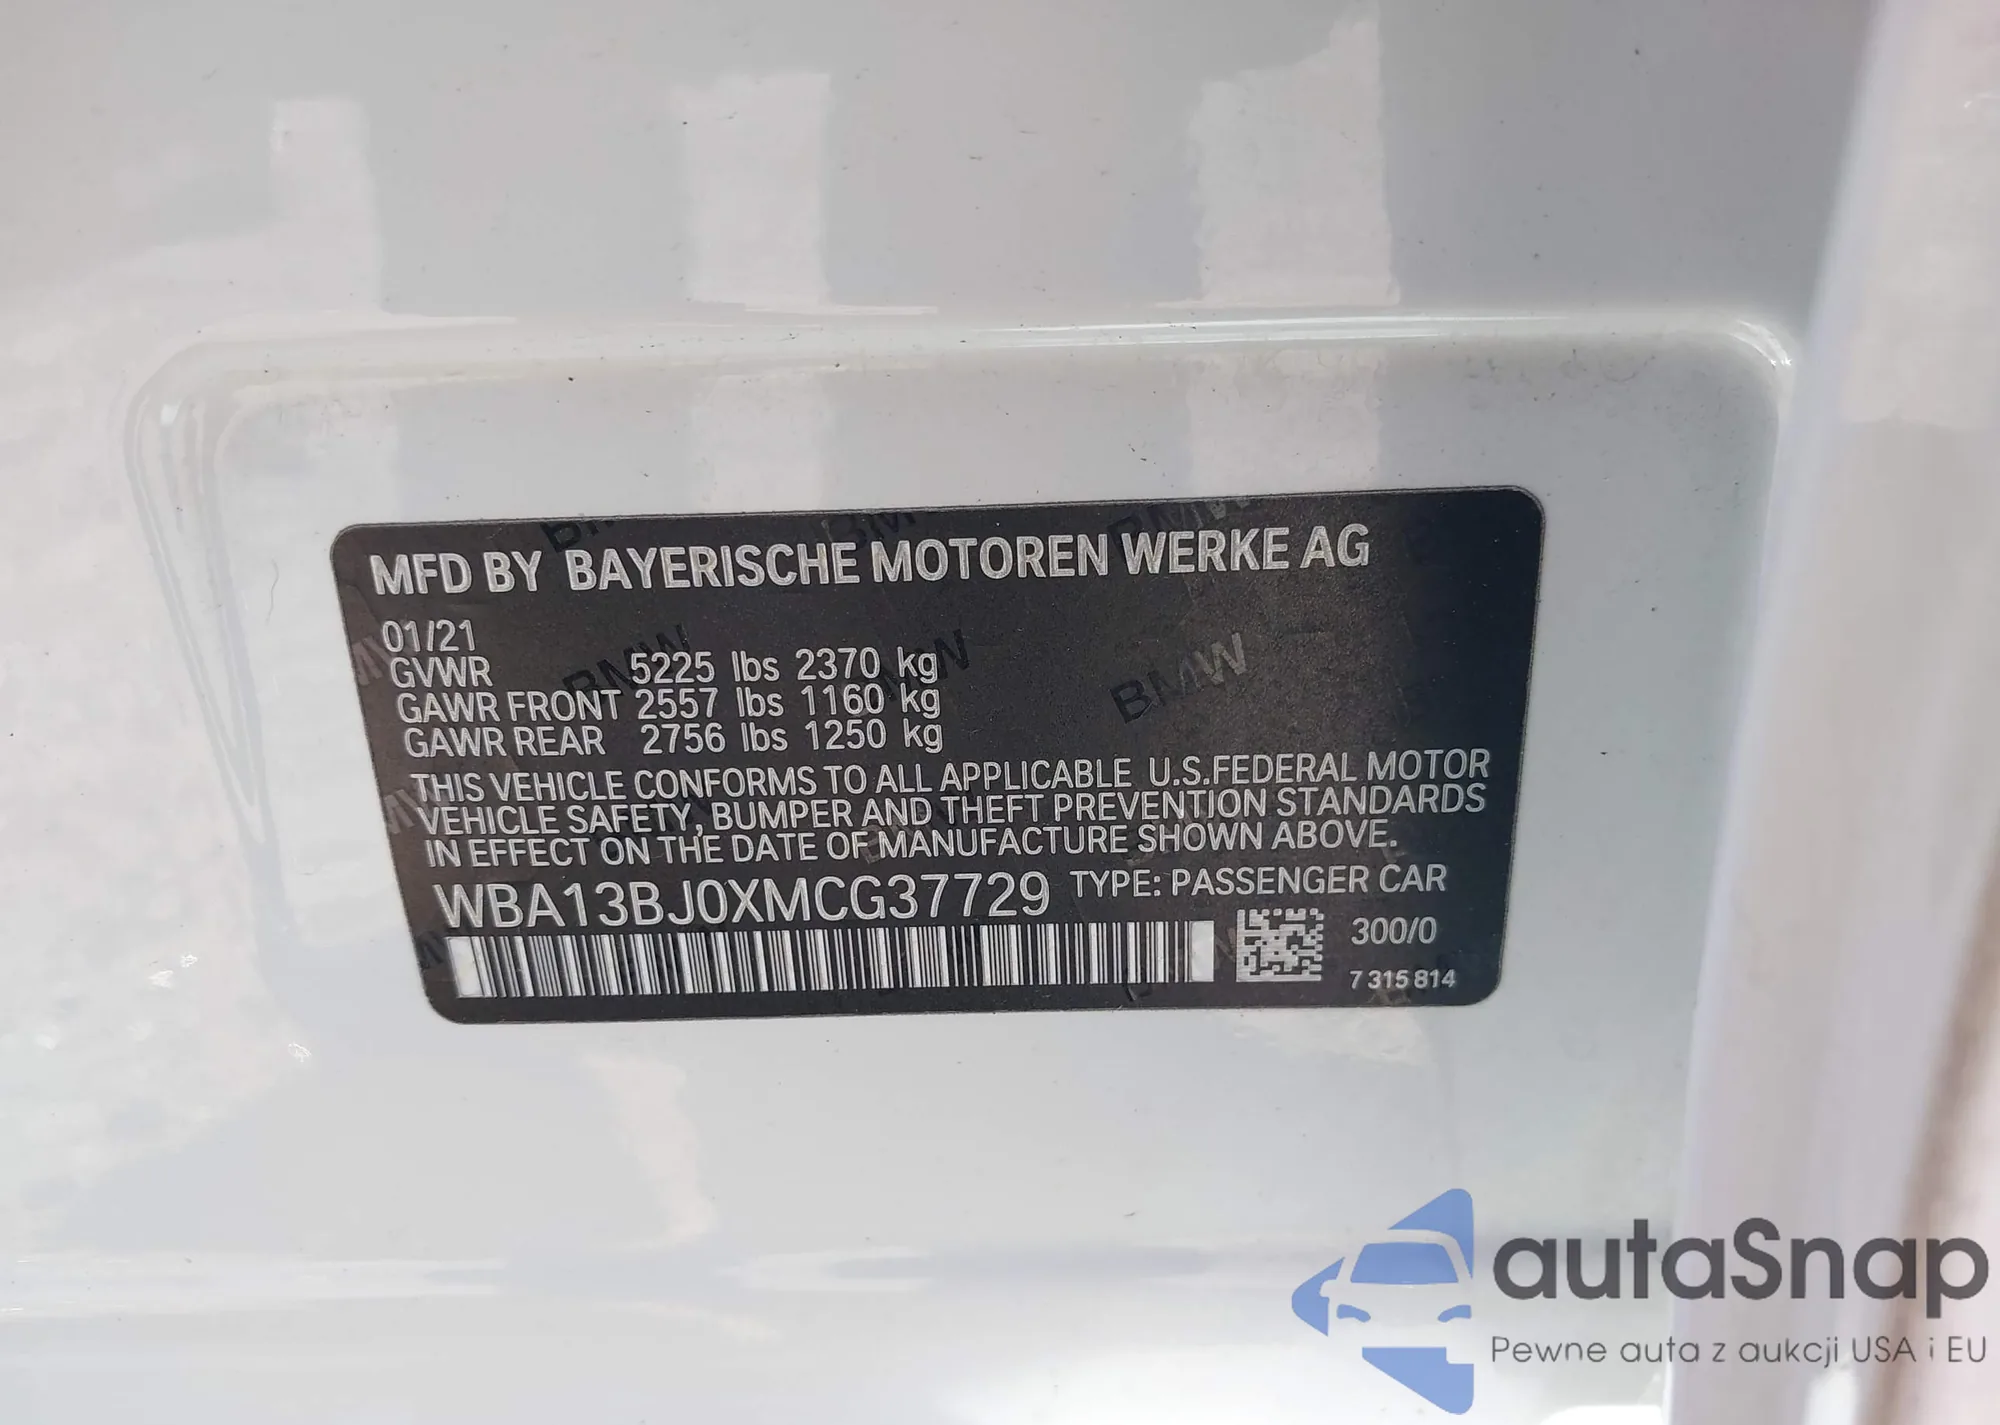 MFD BY BAYERISCHE MOTOREN WERKE AG
01/21
GVWR 5225 lbs 2370 kg
GAWR FRONT 2557 lbs 1160 kg
GAWR REAR 2756 lbs 1250 kg
THIS VEHICLE CONFORMS TO ALL APPLICABLE U.S.FEDERAL MOTOR
VEHICLE SAFETY, BUMPER AND THEFT PREVENTION STANDARDS
IN EFFECT ON THE DATE OF MANUFACTURE SHOWN ABOVE.
WBA13BJ0XMCG37729 TYPE: PASSENGER CAR
300/0
7 315 814
BMW
BMW
BMW
autaSnap
Pewne auta z aukcji USA i EU